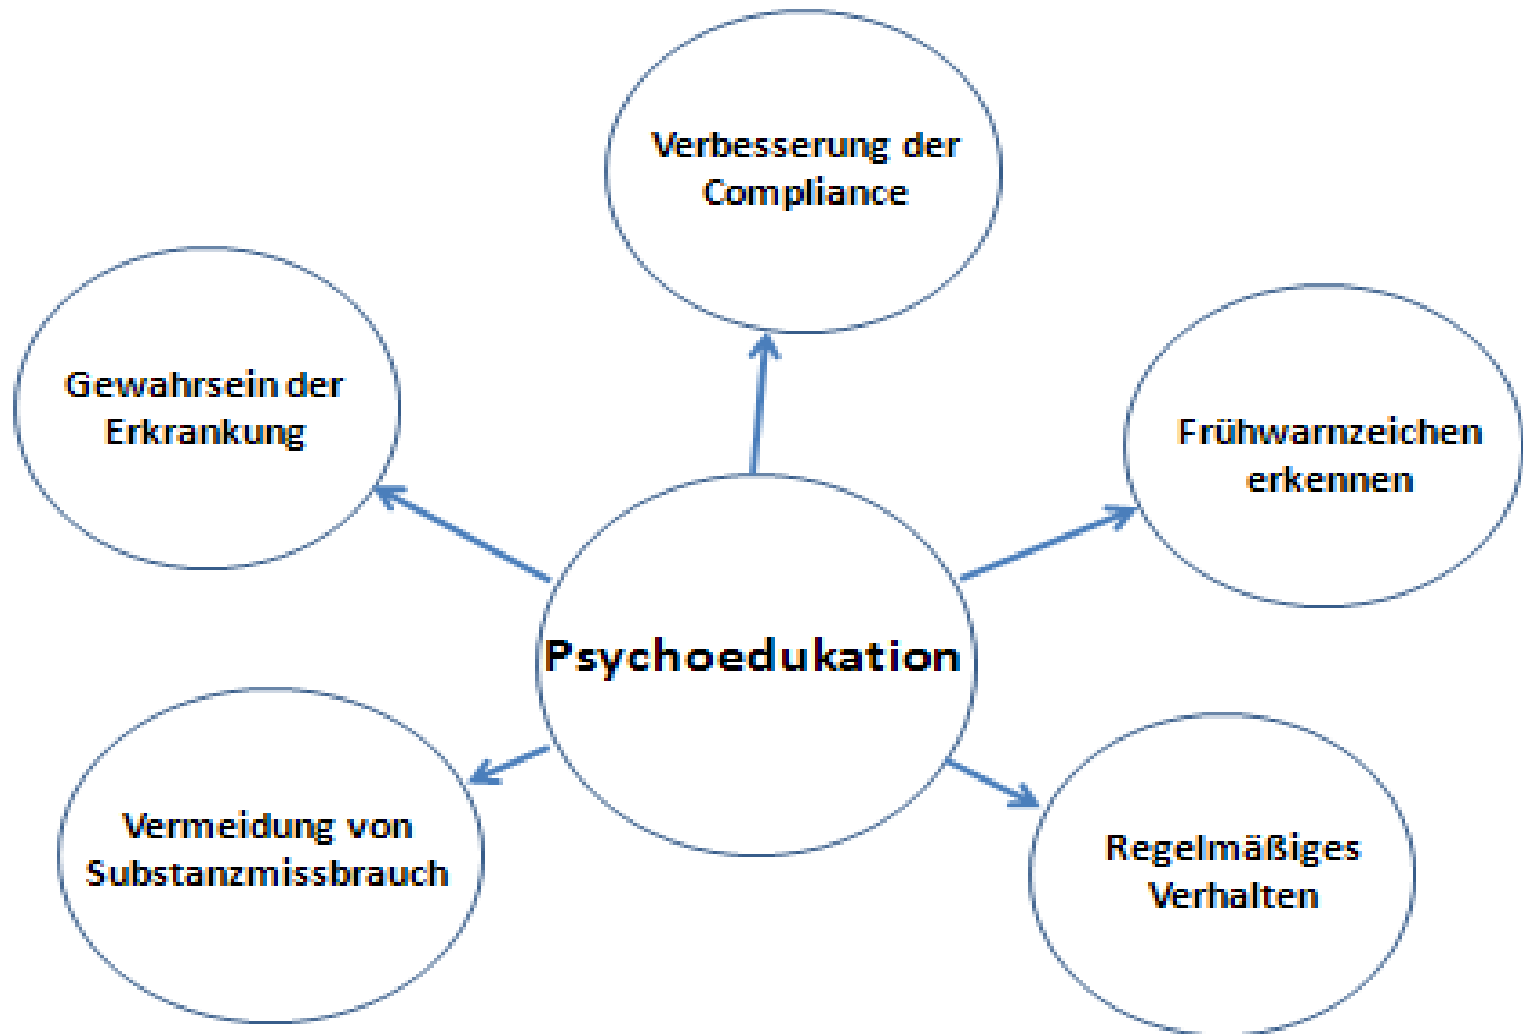 Verbesserung der
Compliance
Gewahrsein der
Erkrankung
Frühwarnzeichen
erkennen
Psychoedukation
Vermeidung von
Substanzmissbrauch
Regelmäßiges
Verhalten